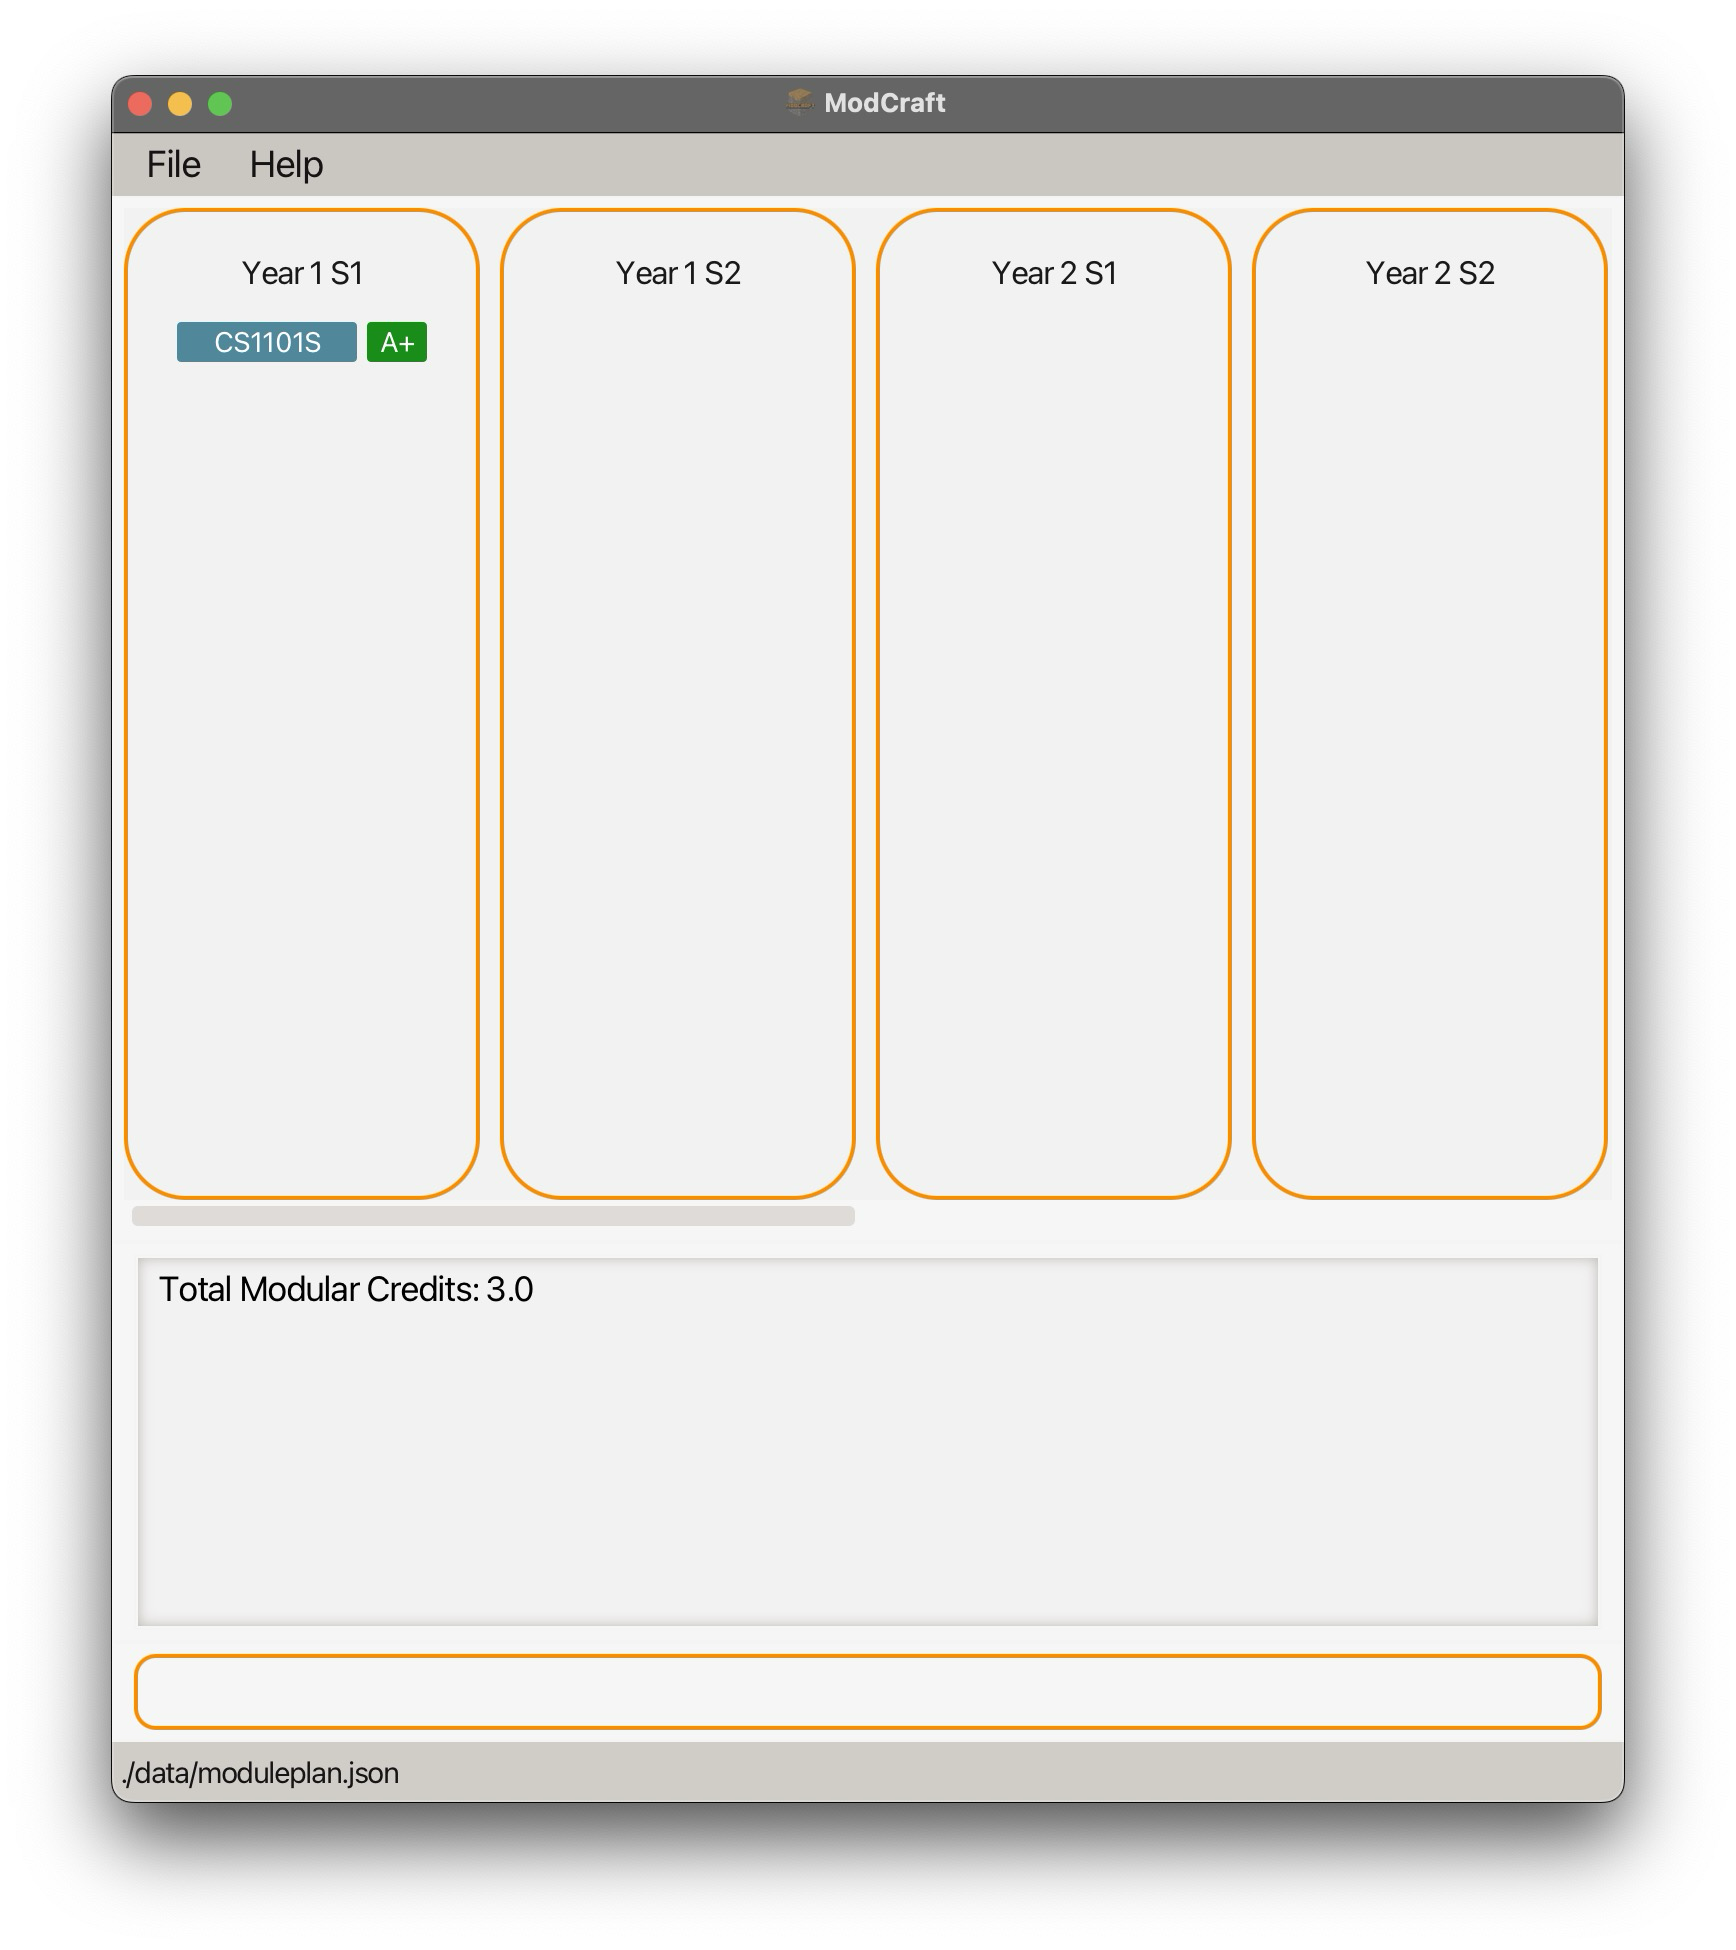 ModCraft
File Help
Year 1 S1
CS1101S A+
Year 1 S2
Year 2 S1
Year 2 S2
Total Modular Credits: 3.0
./data/moduleplan.json